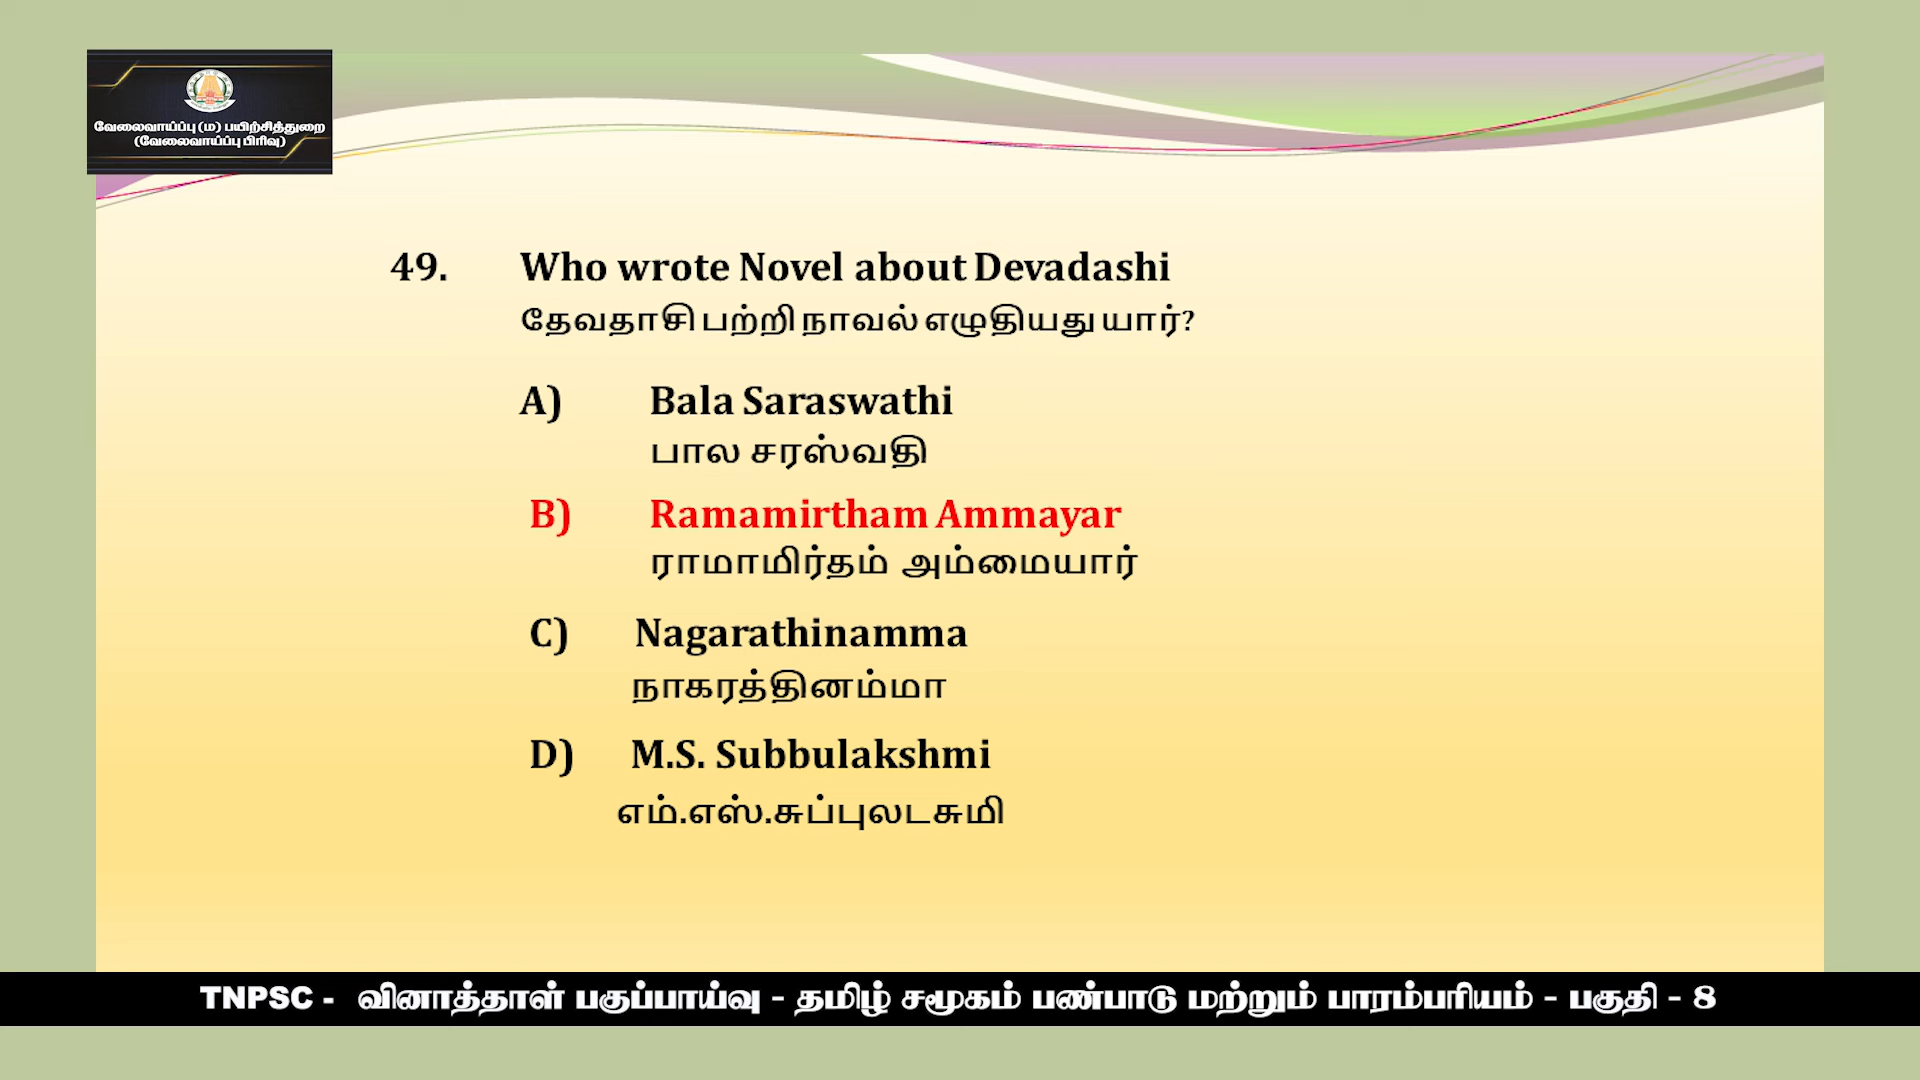 வேலைவாய்ப்பு (ம) பயிற்சித்துறை
(வேலைவாய்ப்பு பிரிவு)
49. Who wrote Novel about Devadashi
தேவதாசி பற்றி நாவல் எழுதியது யார்?
A) Bala Saraswathi
பால சரஸ்வதி
B) Ramamirtham Ammayar
ராமாமிர்தம் அம்மையார்
C) Nagarathinamma
நாகரத்தினம்மா
D) M.S. Subbulakshmi
எம்.எஸ்.சுப்புலடசுமி
TNPSC - வினாத்தாள் பகுப்பாய்வு - தமிழ் சமூகம் பண்பாடு மற்றும் பாரம்பரியம் - பகுதி - 8